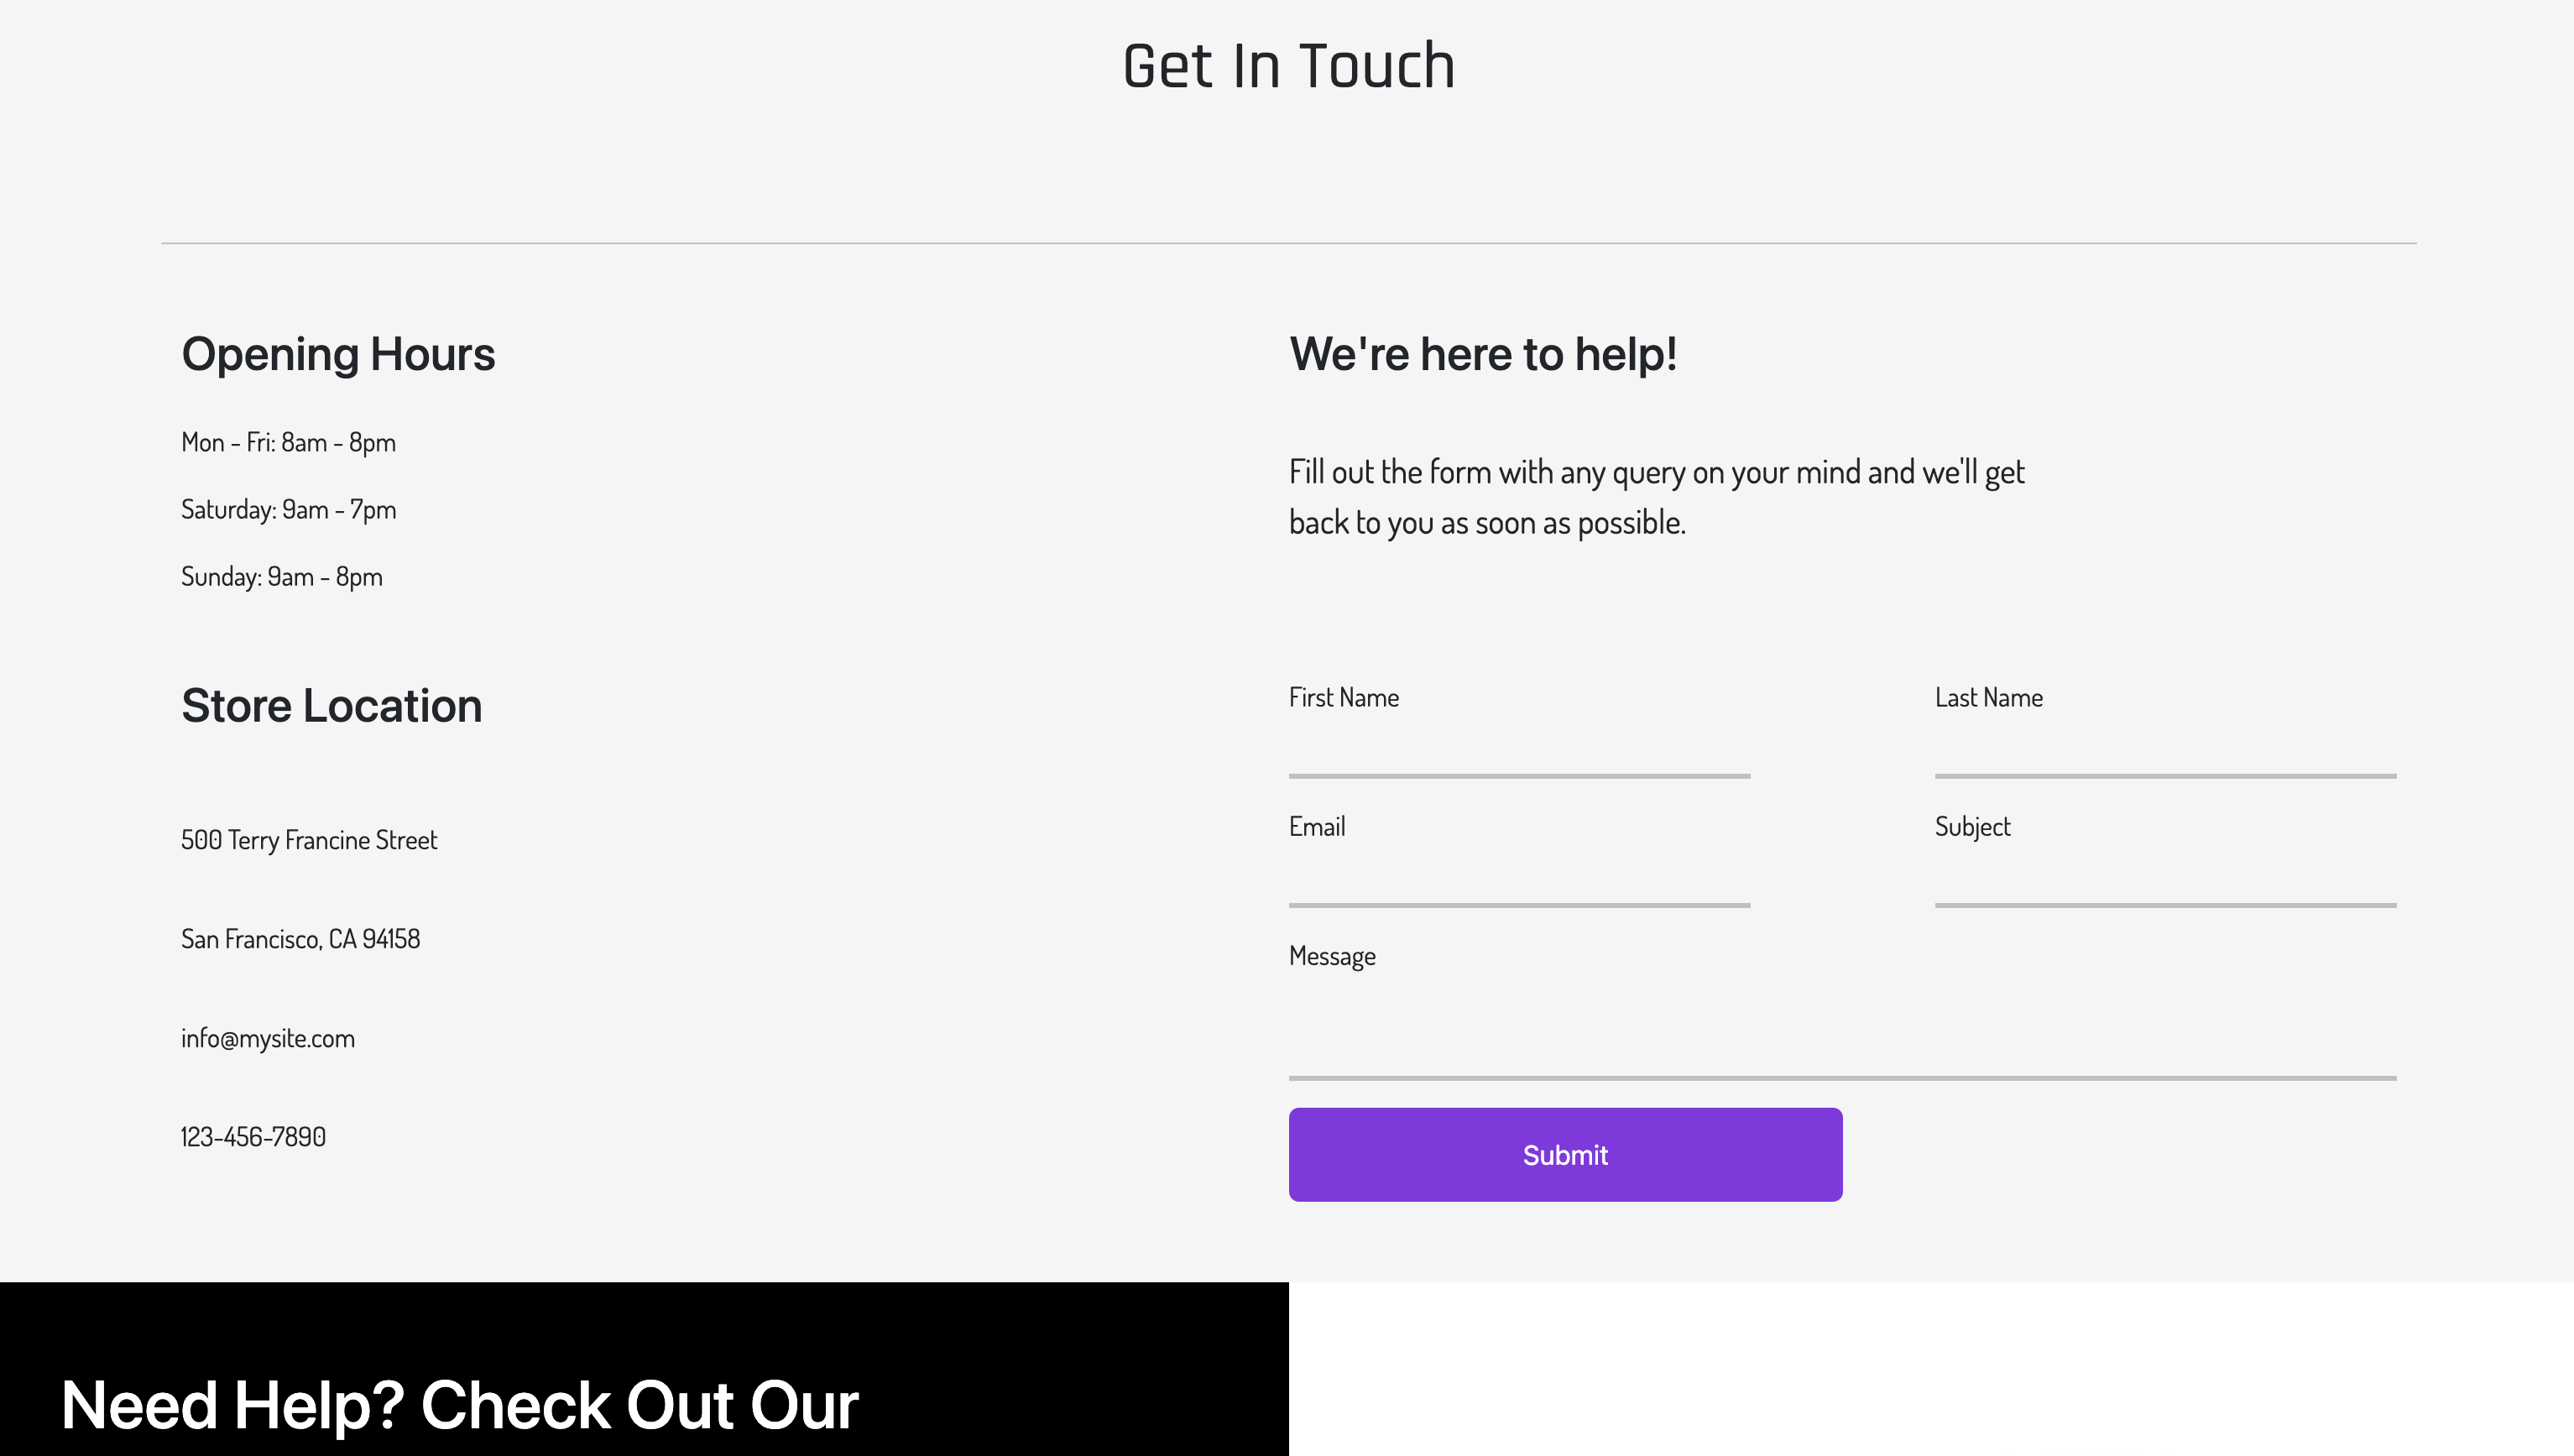 Get In Touch
Opening Hours
Mon - Fri: 8am - 8pm
Saturday: 9am - 7pm
Sunday: 9am - 8pm
Store Location
500 Terry Francine Street
San Francisco, CA 94158
info@mysite.com
123-456-7890
We're here to help!
Fill out the form with any query on your mind and we'll get
back to you as soon as possible.
First Name
Last Name
Email
Subject
Message
Submit
Need Help? Check Out Our